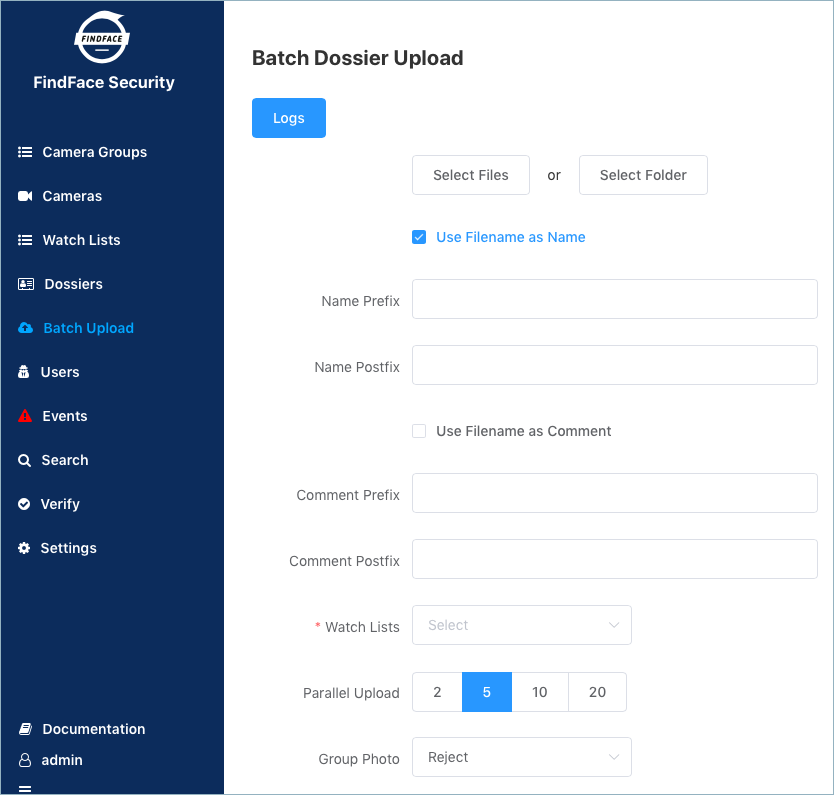 FINDFACE
FindFace Security
Camera Groups
Cameras
Watch Lists
Dossiers
Batch Upload
Users
Events
Search
Verify
Settings
Documentation
admin
Batch Dossier Upload
Logs
Select Files or Select Folder
Use Filename as Name
Name Prefix
Name Postfix
Use Filename as Comment
Comment Prefix
Comment Postfix
* Watch Lists Select
Parallel Upload 2 5 10 20
Group Photo Reject